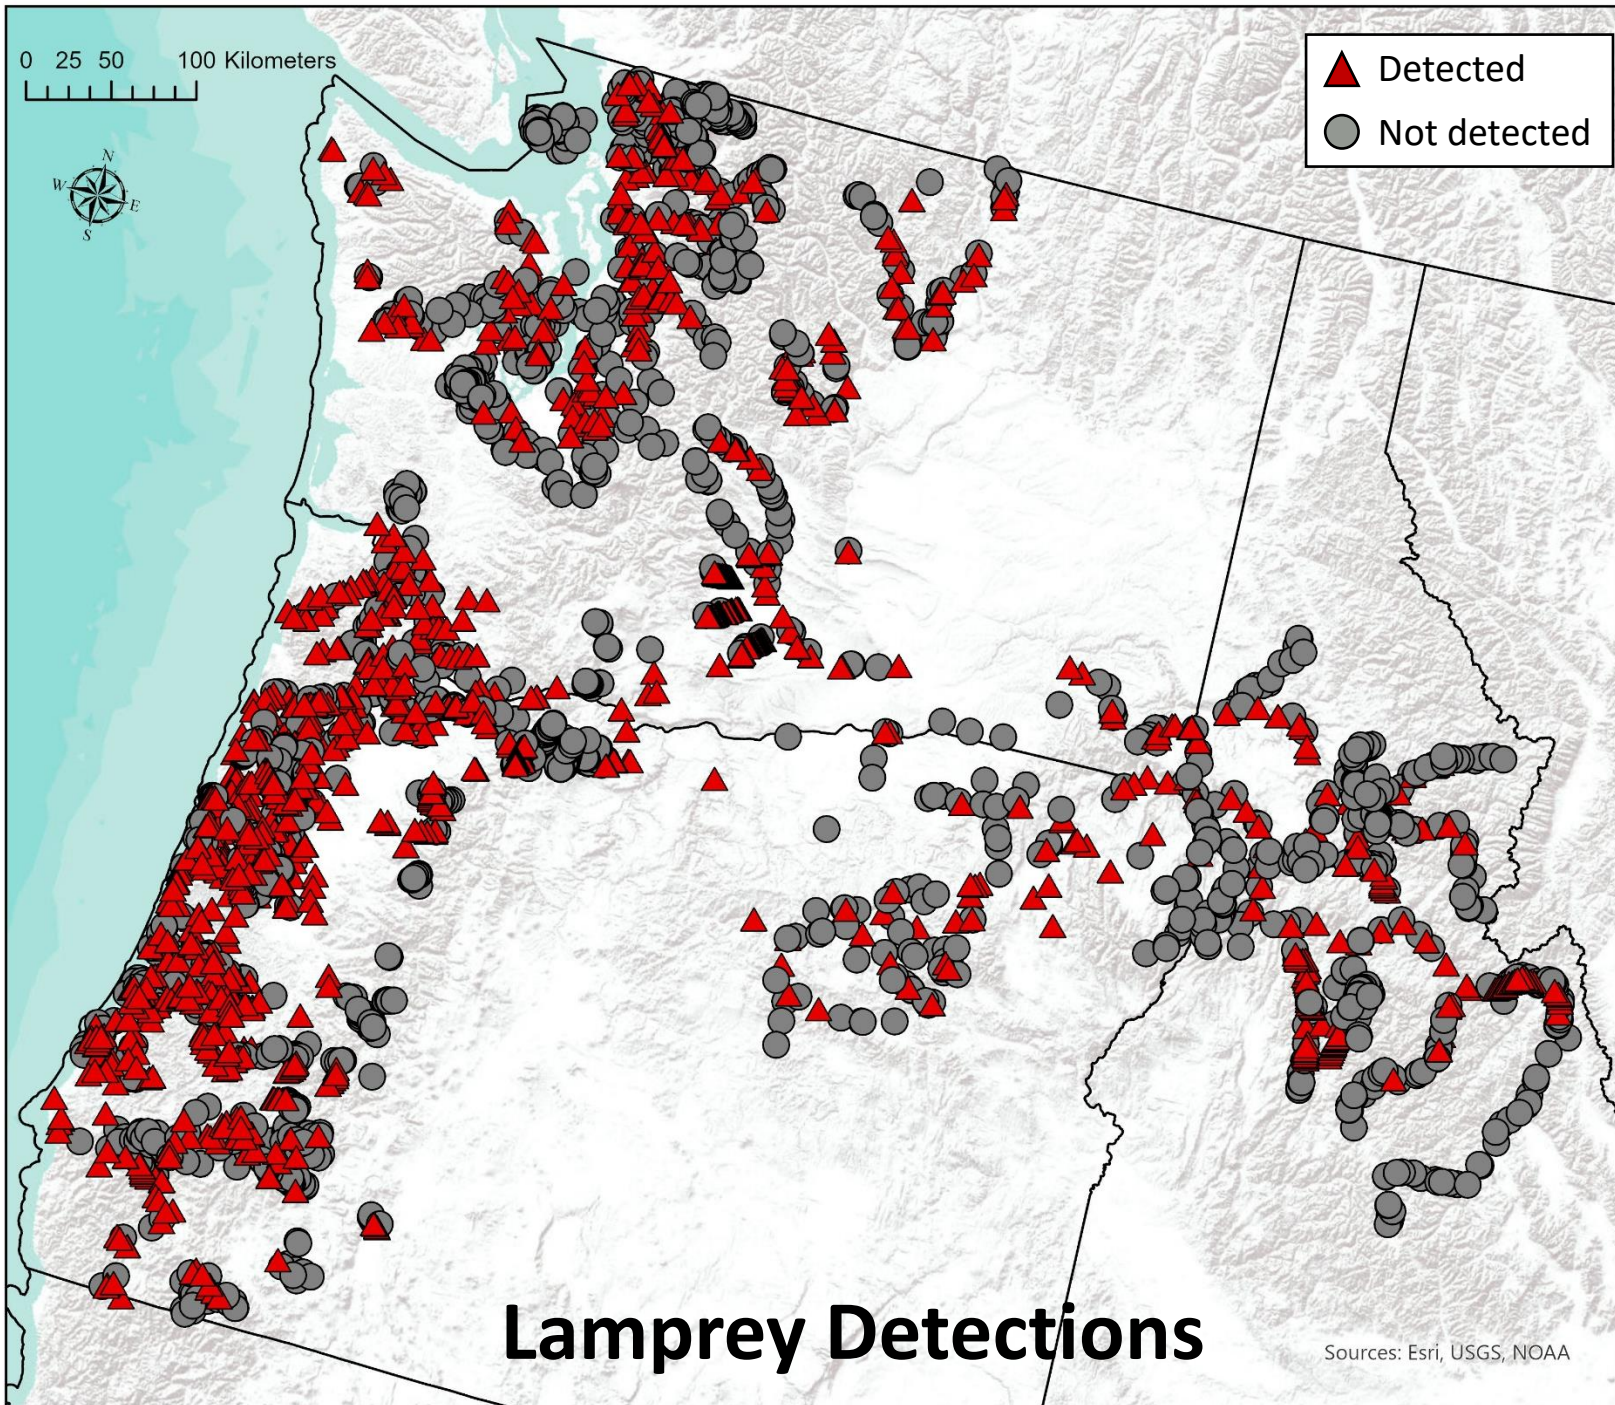 0 25 50 100 Kilometers
N
W
E
S
Detected
Not detected
Lamprey Detections
Sources: Esri, USGS, NOAA